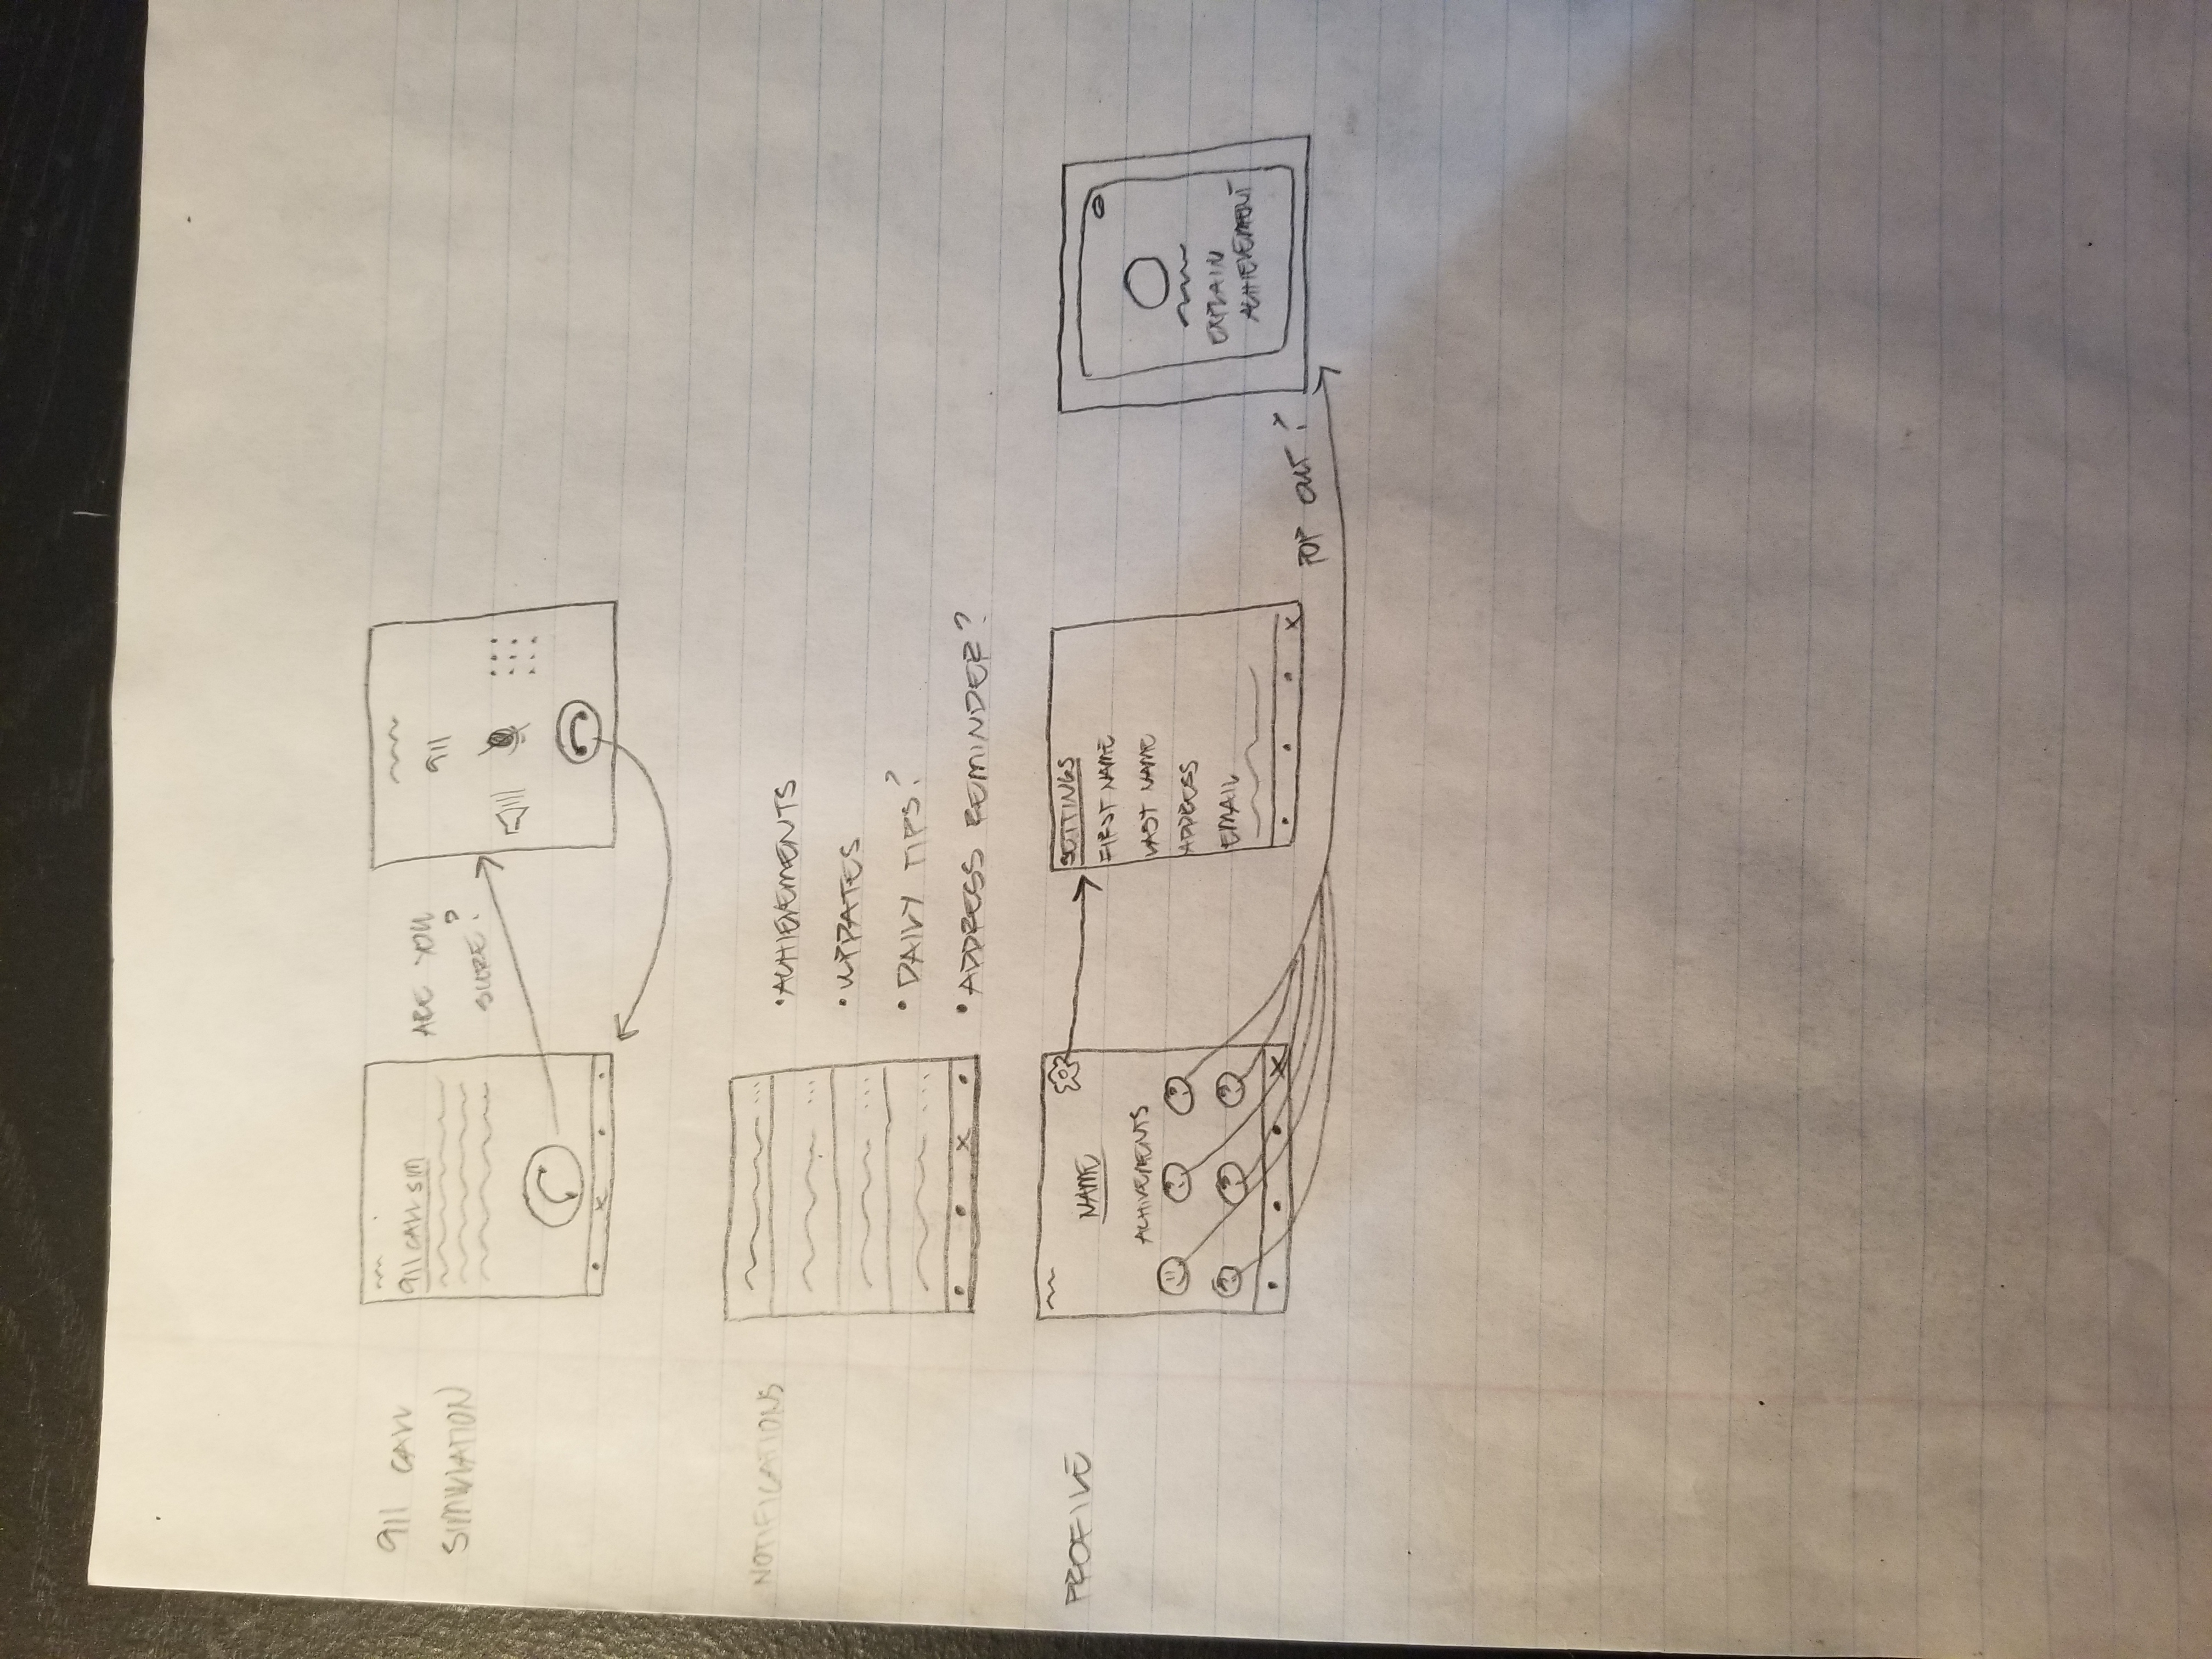 911 CALL
SIMULATION
911 CALL SIM
ARE YOU
SURE?
911
NOTIFICATIONS
•ACHIEVEMENTS
•UPDATES
•DAILY TIPS?
•ADDRESS REMINDER?
PROFILE
NAME
ACHIVEMENTS
SETTINGS
FIRST NAME
LAST NAME
ADDRESS
EMAIL
POP OUT?
EXPLAIN
ACHIEVEMENT